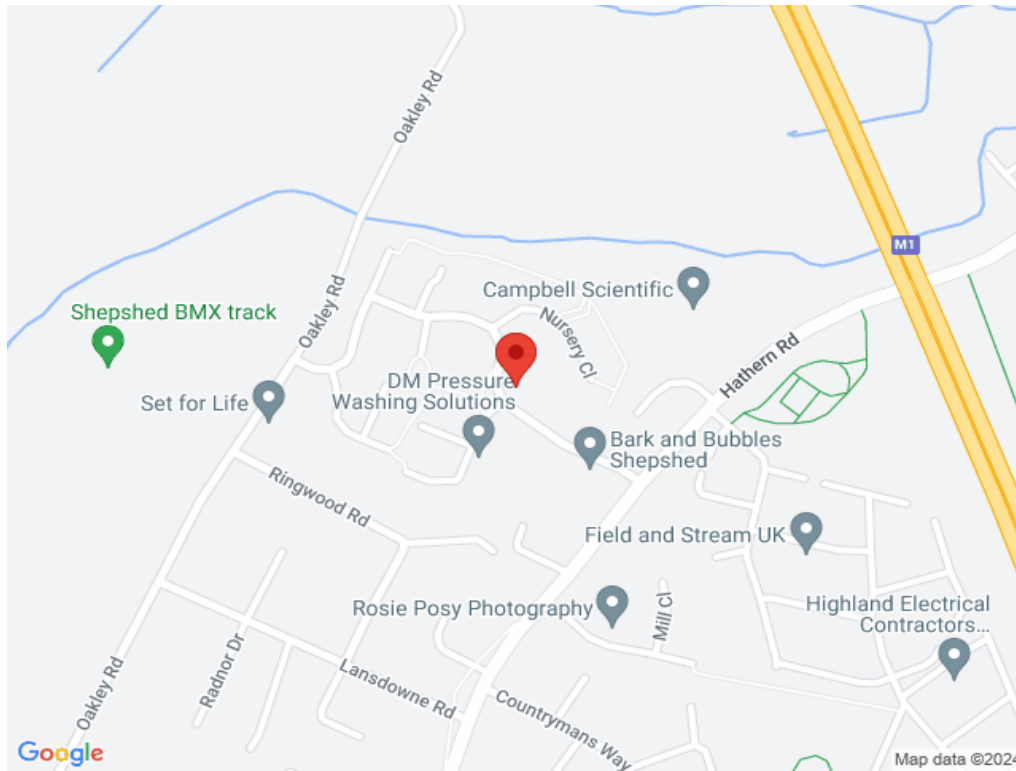 Oakley Rd
M1
Campbell Scientific
Oakley Rd
Shepshed BMX track
Nursery Cl
Hathern Rd
DM Pressure
Washing Solutions
Set for Life
Bark and Bubbles
Shepshed
Ringwood Rd
Field and Stream UK
Rosie Posy Photography
Mill Cl
Highland Electrical
Contractors...
Radnor Dr
Oakley Rd
Lansdowne Rd
Countrymans Way
Google
Map data ©2024